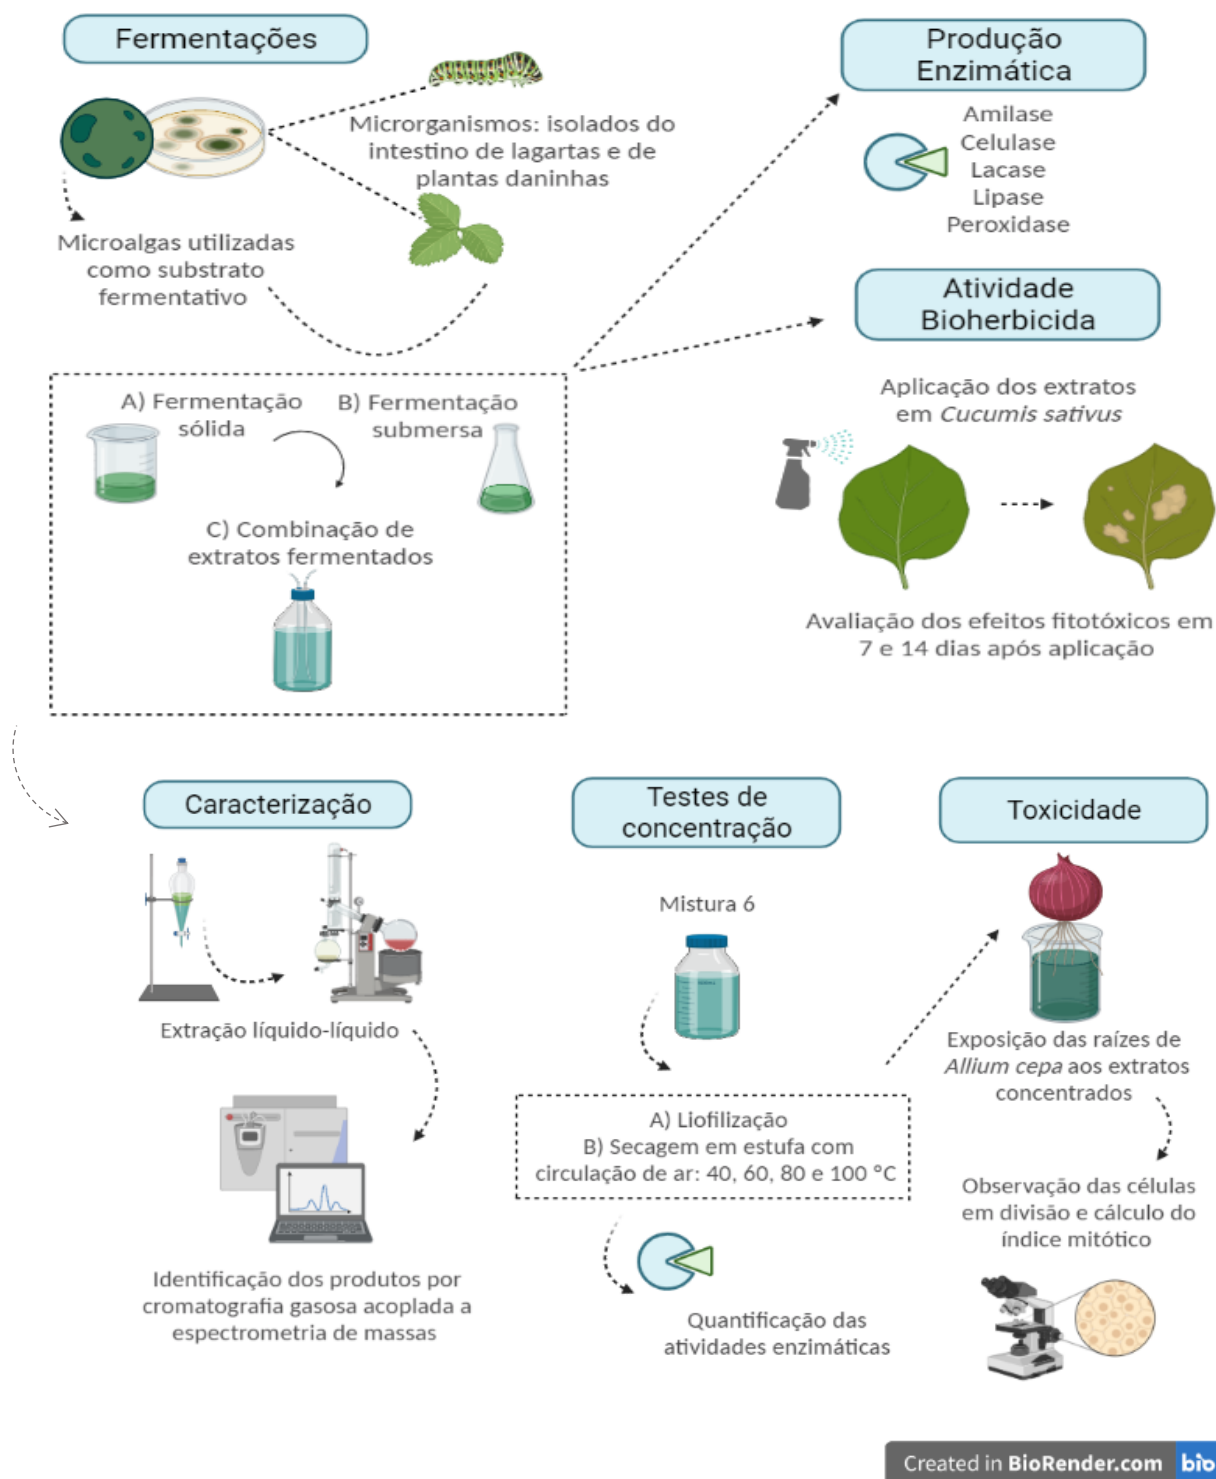 Fermentações
Microrganismos: isolados do
intestino de lagartas e de
plantas daninhas
Microalgas utilizadas
como substrato
fermentativo
A) Fermentação
sólida
B) Fermentação
submersa
C) Combinação de
extratos fermentados
Produção
Enzimática
Amilase
Celulase
Lacase
Lipase
Peroxidase
Atividade
Bioherbicida
Aplicação dos extratos
em Cucumis sativus
Avaliação dos efeitos fitotóxicos em
7 e 14 dias após aplicação
Caracterização
Extração líquido-líquido
Identificação dos produtos por
cromatografia gasosa acoplada a
espectrometria de massas
Testes de
concentração
Mistura 6
A) Liofilização
B) Secagem em estufa com
circulação de ar: 40, 60, 80 e 100 °C
Quantificação das
atividades enzimáticas
Toxicidade
Exposição das raízes de
Allium cepa aos extratos
concentrados
Observação das células
em divisão e cálculo do
índice mitótico
Created in BioRender.com bio